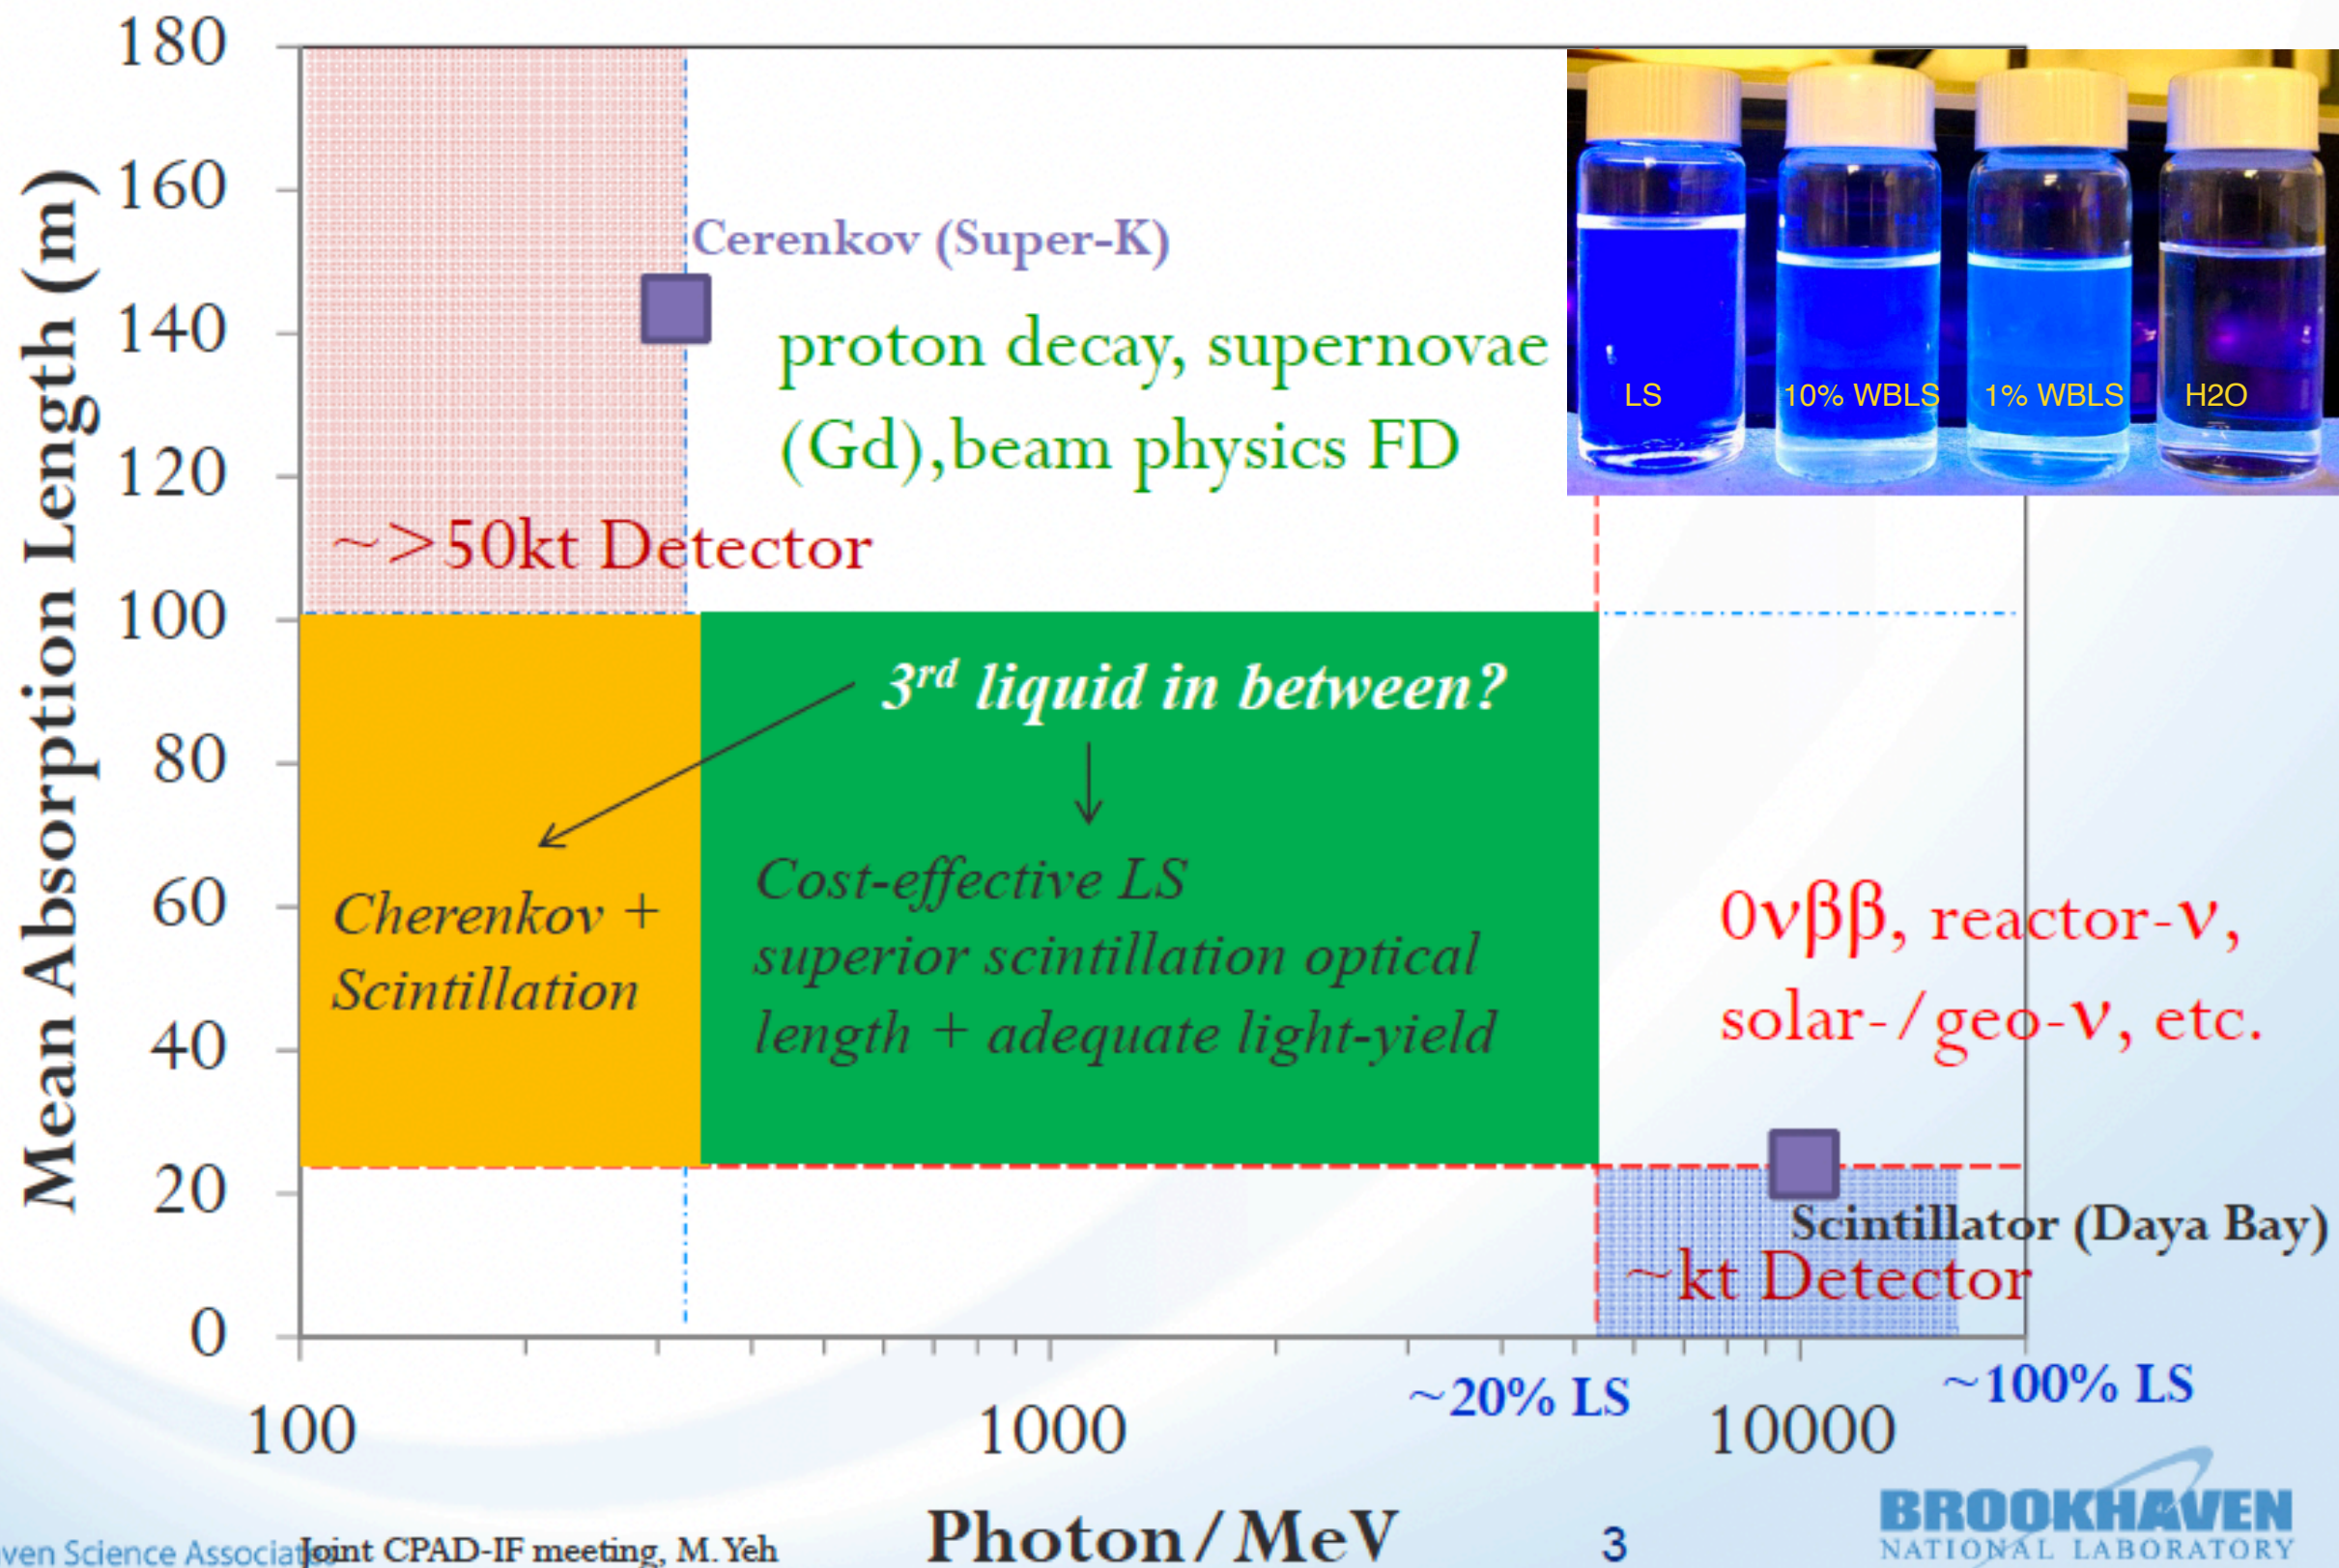 Mean Absorption Length (m)
180
160
140
120
100
80
60
40
20
0
Cerenkov (Super-K)
proton decay, supernovae
(Gd),beam physics FD
~>50kt Detector
LS
10% WBLS
1% WBLS
H2O
3rd liquid in between?
Cherenkov +
Scintillation
Cost-effective LS
superior scintillation optical
length + adequate light-yield
0νββ, reactor-ν,
solar-/geo-ν, etc.
Scintillator (Daya Bay)
~kt Detector
~20% LS
~100% LS
100
1000
10000
Photon/MeV
ven Science Associat
Joint CPAD-IF meeting, M. Yeh
3
BROOKHAVEN
NATIONAL LABORATORY